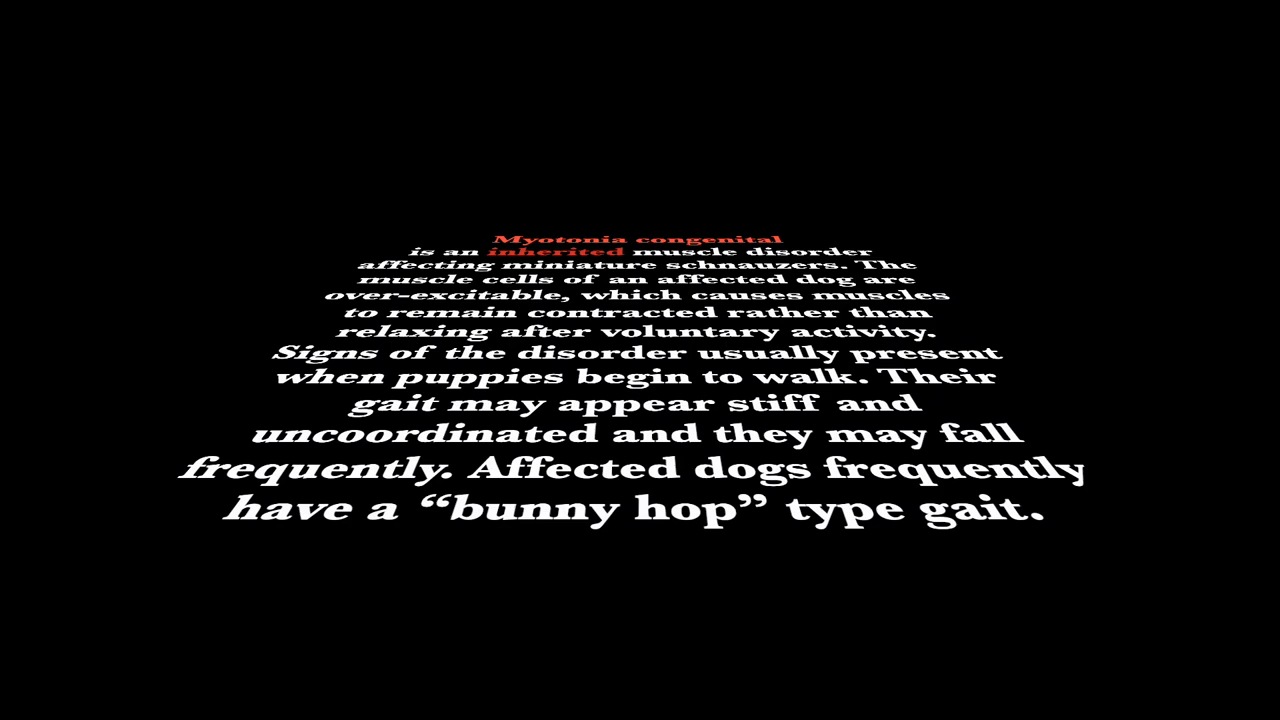 Myotonia congenital
is an inherited muscle disorder
affecting miniature schnauzers. The
muscle cells of an affected dog are
over-excitable, which causes muscles
to remain contracted rather than
relaxing after voluntary activity.
Signs of the disorder usually present
when puppies begin to walk. Their
gait may appear stiff and
uncoordinated and they may fall
frequently. Affected dogs frequently
have a “bunny hop” type gait.